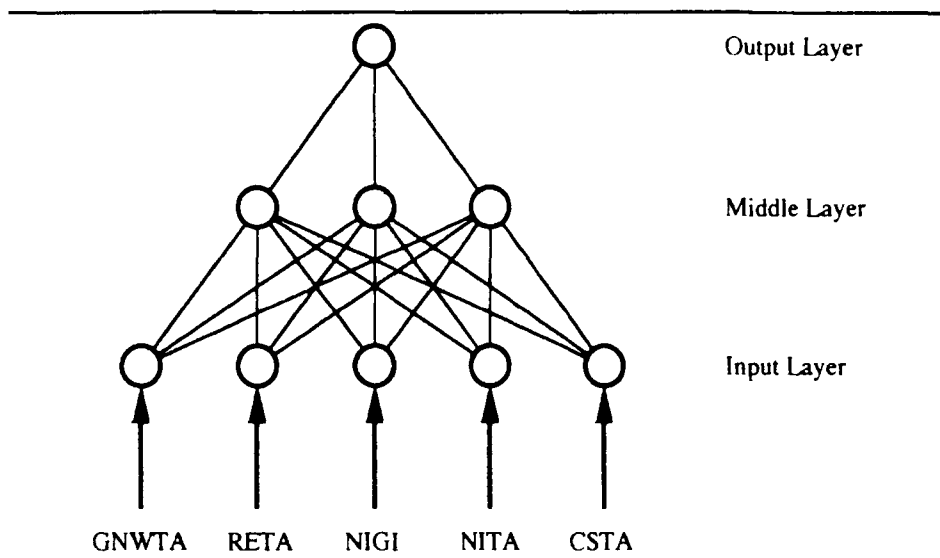 Output Layer
Middle Layer
Input Layer
GNWTA RETA NIGI NITA CSTA